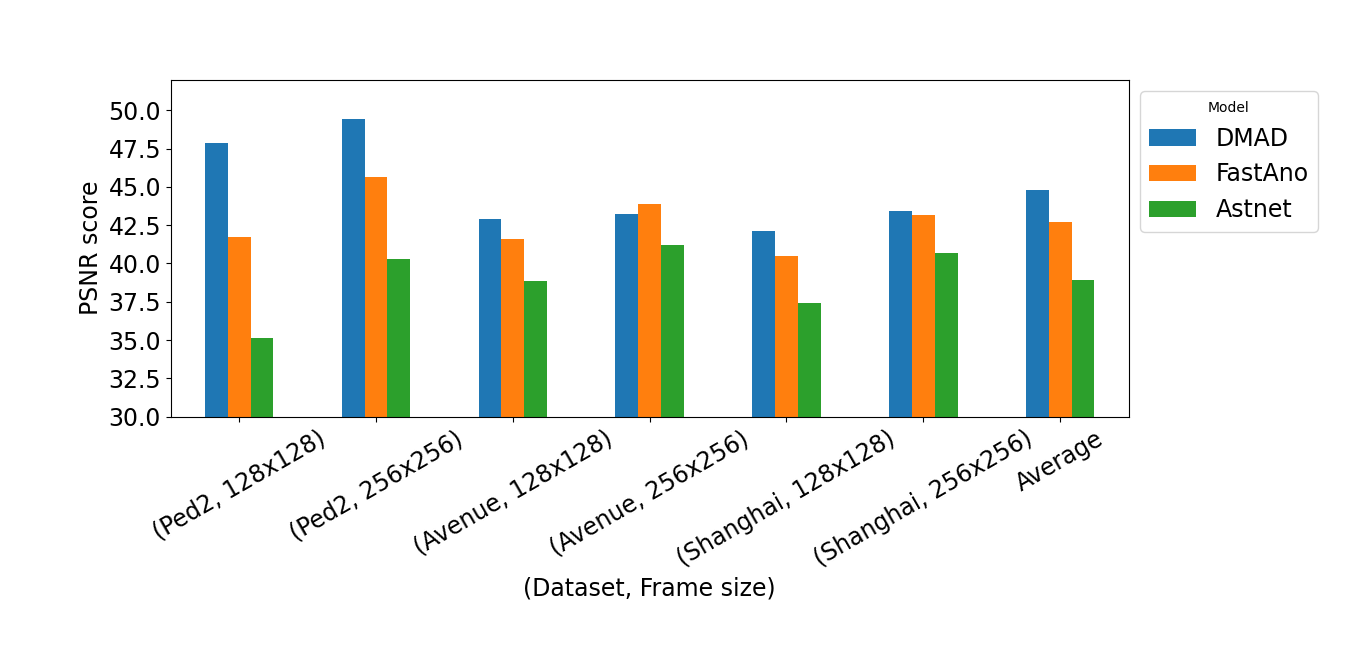 50.0
47.5
45.0
42.5
40.0
37.5
35.0
32.5
30.0
PSNR score
(Ped2, 128x128)
(Ped2, 256x256)
(Avenue, 128x128)
(Avenue, 256x256)
(Shanghai, 128x128)
(Shanghai, 256x256)
Average
(Dataset, Frame size)
Model
DMAD
FastAno
Astnet